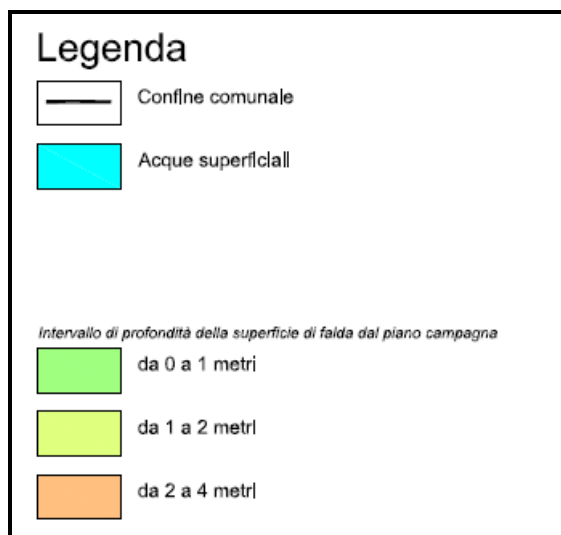 Legenda
Confine comunale
Acque superficiali
Intervallo di profondità della superficie di falda dal piano campagna
da 0 a 1 metri
da 1 a 2 metri
da 2 a 4 metri